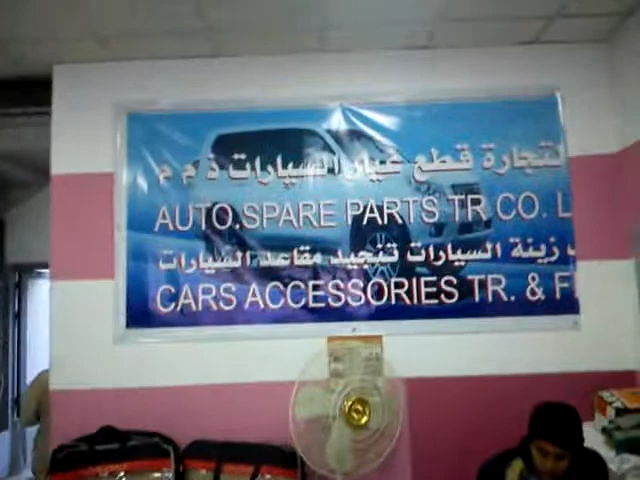 لتجارة قطع غيار السيارات ذ م م
AUTO.SPARE PARTS TR.CO. L
زينة السيارات تنجيد مقاعد السيارات
CARS ACCESSORIES TR. & F